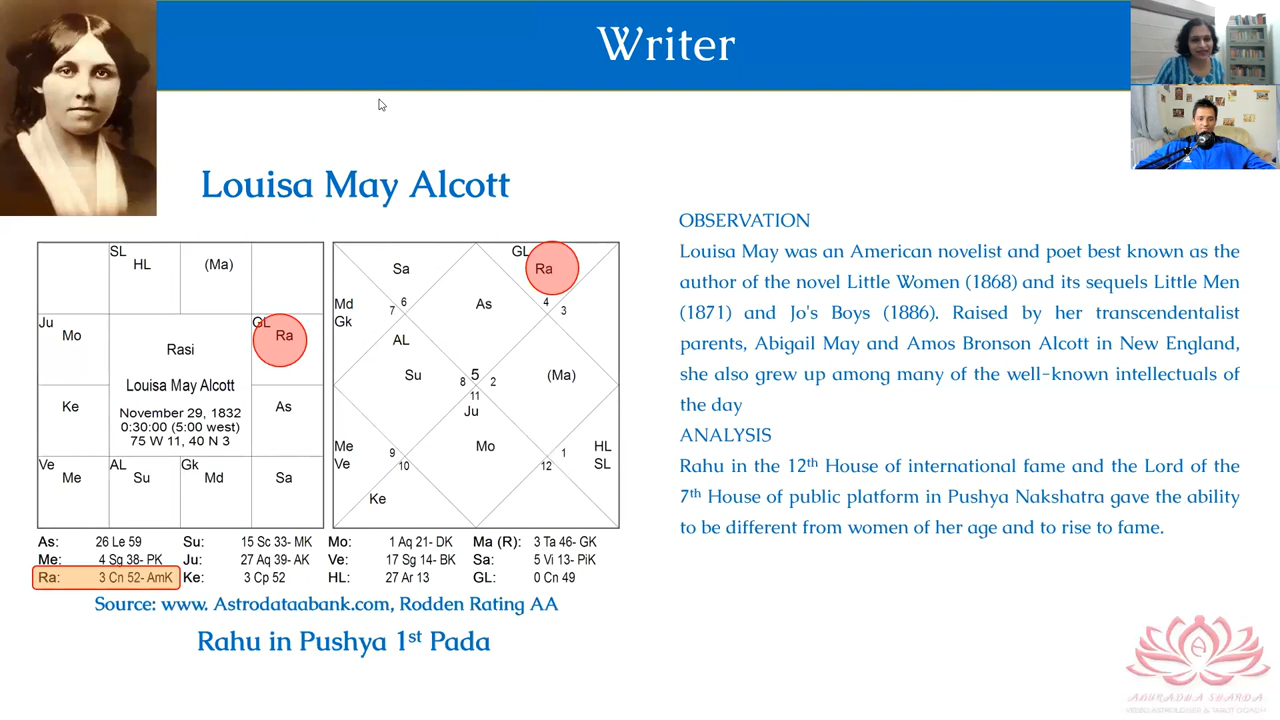 Writer
Louisa May Alcott
SL
HL
(Ma)
Ju
Mo
GL
Ra
Rasi
Louisa May Alcott
November 29, 1832
0:30:00 (5:00 west)
75 W 11, 40 N 3
Ke
As
Ve
Me
AL
Su
Gk
Md
Sa
GL
Ra
Sa
As
Md
Gk
6
7
4
3
AL
Su
5
8
2
11
Ju
(Ma)
Me
Ve
9
10
Mo
1
12
HL
SL
Ke
As: 26 Le 59 Su: 15 Sc 33- MK Mo: 1 Aq 21- DK Ma (R): 3 Ta 46- GK
Me: 4 Sg 38- PK Ju: 27 Aq 39- AK Ve: 17 Sg 14- BK Sa: 5 Vi 13- PiK
Ra: 3 Cn 52- AmK Ke: 3 Cp 52 HL: 27 Ar 13 GL: 0 Cn 49
Source: www. Astrodataabank.com, Rodden Rating AA
Rahu in Pushya 1st Pada
OBSERVATION
Louisa May was an American novelist and poet best known as the
author of the novel Little Women (1868) and its sequels Little Men
(1871) and Jo's Boys (1886). Raised by her transcendentalist
parents, Abigail May and Amos Bronson Alcott in New England,
she also grew up among many of the well-known intellectuals of
the day
ANALYSIS
Rahu in the 12th House of international fame and the Lord of the
7th House of public platform in Pushya Nakshatra gave the ability
to be different from women of her age and to rise to fame.
ANURADHA SHARDA
VEDIC ASTROLOGER & TAROT COACH